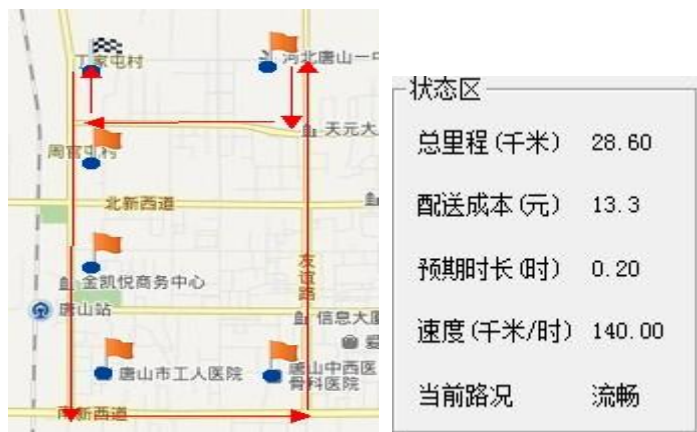 丁家屯村
河北唐山一中
天元大
周官屯村
北新西道
友谊路
金凯悦商务中心
唐山站
信息大厦
爱
唐山市工人医院
唐山中西医
骨科医院
南新西道
状态区
总里程(千米) 28.60
配送成本(元) 13.3
预期时长(时) 0.20
速度(千米/时) 140.00
当前路况 流畅